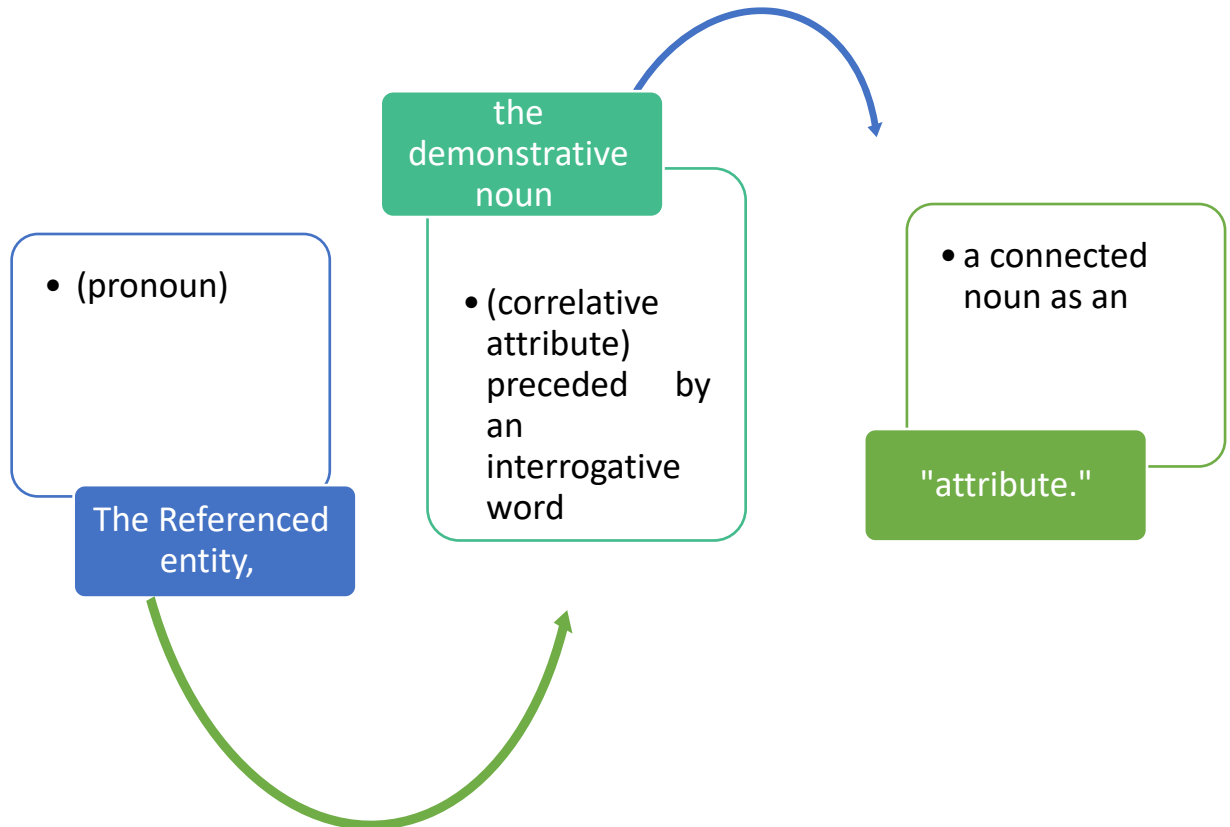 • (pronoun)
The Referenced
entity,
the
demonstrative
noun
• (correlative
attribute)
preceded by
an
interrogative
word
• a connected
noun as an
"attribute."